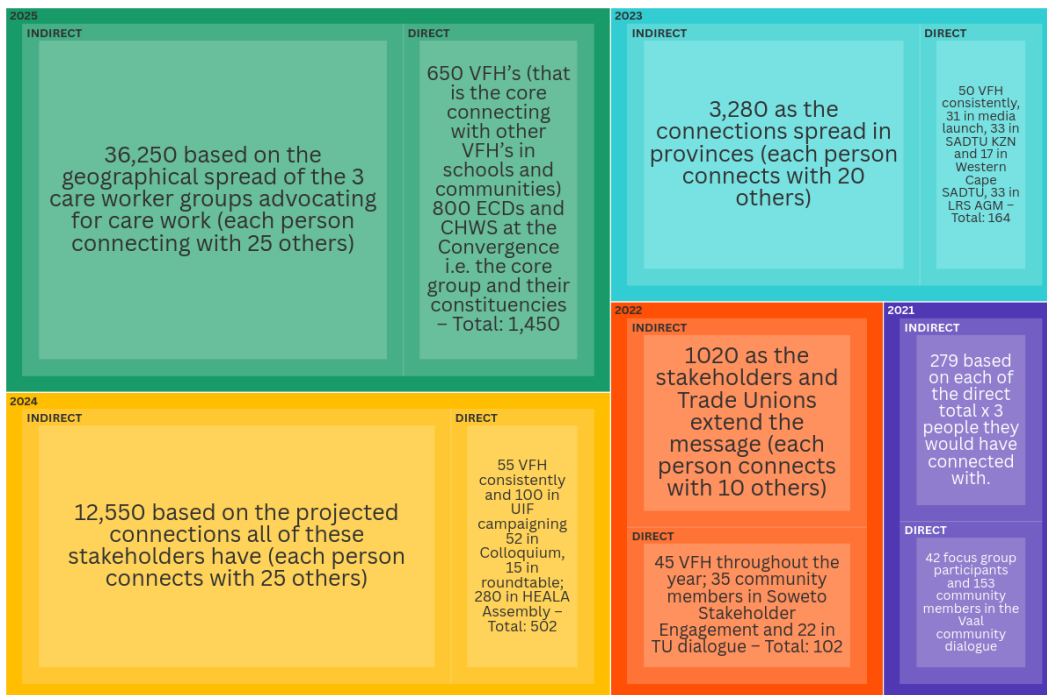 2025
INDIRECT
36,250 based on the
geographical spread of the 3
care worker groups advocating
for care work (each person
connecting with 25 others)
DIRECT
650 VFH’s (that
is the core
connecting
with other
VFH’s in
schools and
communities)
800 ECDs and
CHWS at the
Convergence
i.e. the core
group and their
constituencies
– Total: 1,450
2024
INDIRECT
12,550 based on the projected
connections all of these
stakeholders have (each person
connects with 25 others)
DIRECT
55 VFH
consistently
and 100 in
UIF
campaigning
52 in
Colloquium,
15 in
roundtable;
280 in HEALA
Assembly –
Total: 502
2023
INDIRECT
3,280 as the
connections spread in
provinces (each person
connects with 20
others)
DIRECT
50 VFH
consistently,
31 in media
launch, 33 in
SADTU KZN
and 17 in
Western
Cape
SADTU, 33 in
LRS AGM –
Total: 164
2022
INDIRECT
1020 as the
stakeholders and
Trade Unions
extend the
message (each
person connects
with 10 others)
DIRECT
45 VFH throughout the
year; 35 community
members in Soweto
Stakeholder
Engagement and 22 in
TU dialogue – Total: 102
2021
INDIRECT
279 based
on each of
the direct
total x 3
people they
would have
connected
with.
DIRECT
42 focus group
participants
and 153
community
members in the
Vaal
community
dialogue